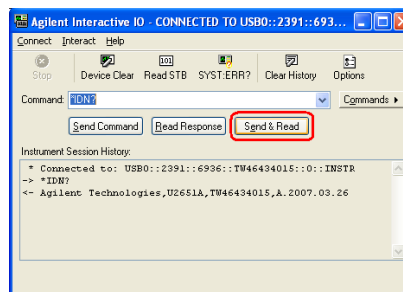 Agilent Interactive IO - CONNECTED TO USB0::2391::693...
Connect Interact Help
Stop Device Clear Read STB SYST:ERR? Clear History Options
Command: *IDN? Commands
Send Command Read Response Send & Read
Instrument Session History:
* Connected to: USB0::2391::6936::TW46434015::0::INSTR
-> *IDN?
<- Agilent Technologies,U2651A,TW46434015,A.2007.03.26